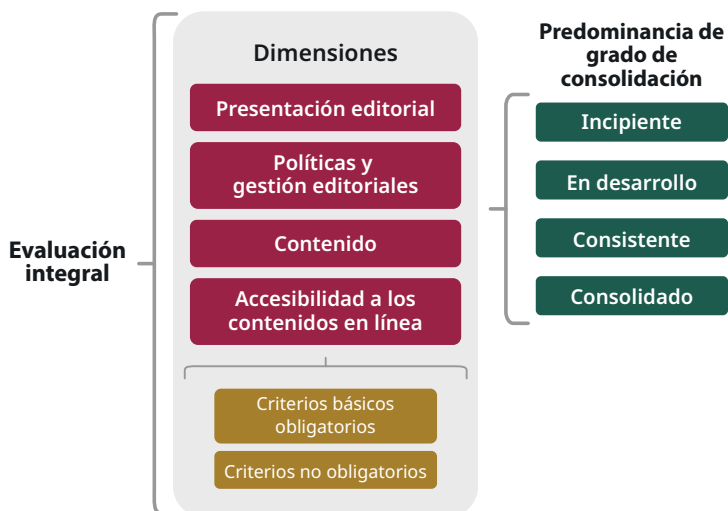 Evaluación
integral
Dimensiones
Presentación editorial
Políticas y
gestión editoriales
Contenido
Accesibilidad a los
contenidos en línea
Criterios básicos
obligatorios
Criterios no obligatorios
Predominancia de
grado de
consolidación
Incipiente
En desarrollo
Consistente
Consolidado